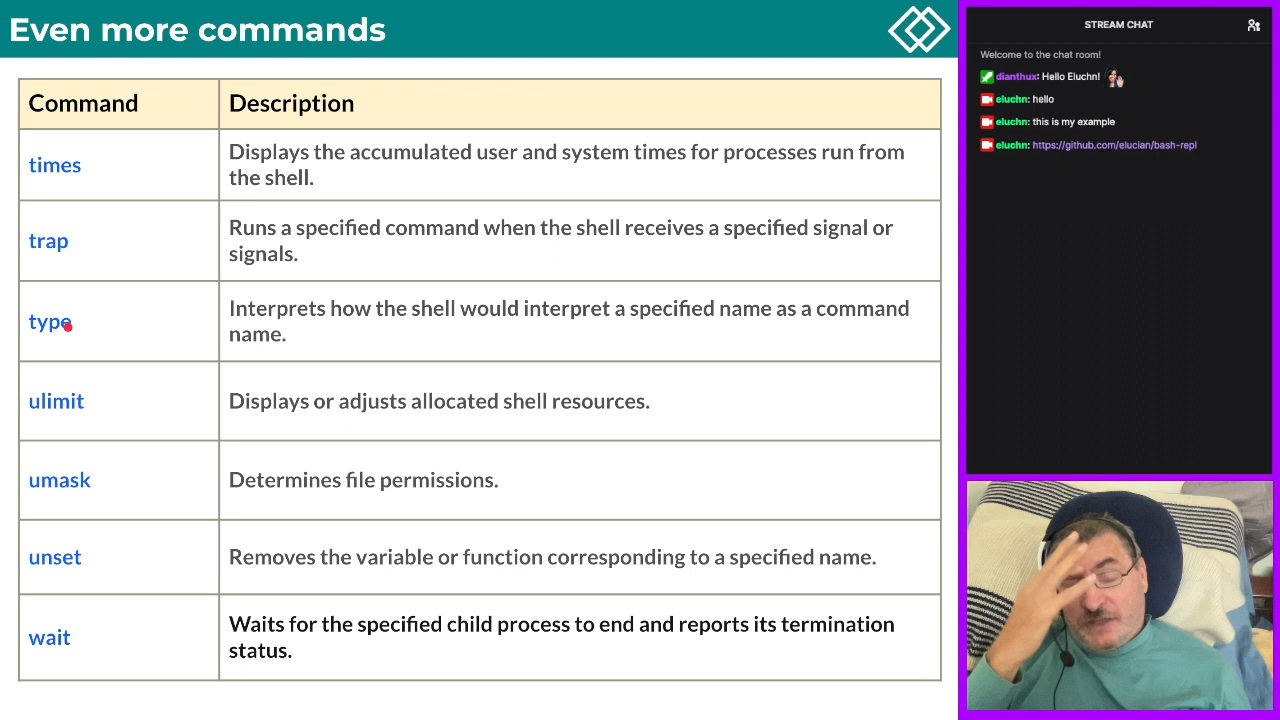 Even more commands
Command
Description
times
Displays the accumulated user and system times for processes run from
the shell.
trap
Runs a specified command when the shell receives a specified signal or
signals.
type
Interprets how the shell would interpret a specified name as a command
name.
ulimit
Displays or adjusts allocated shell resources.
umask
Determines file permissions.
unset
Removes the variable or function corresponding to a specified name.
wait
Waits for the specified child process to end and reports its termination
status.
STREAM CHAT
Welcome to the chat room!
dianthux: Hello Eluchn!
eluchn: hello
eluchn: this is my example
eluchn: https://github.com/elucian/bash-repl